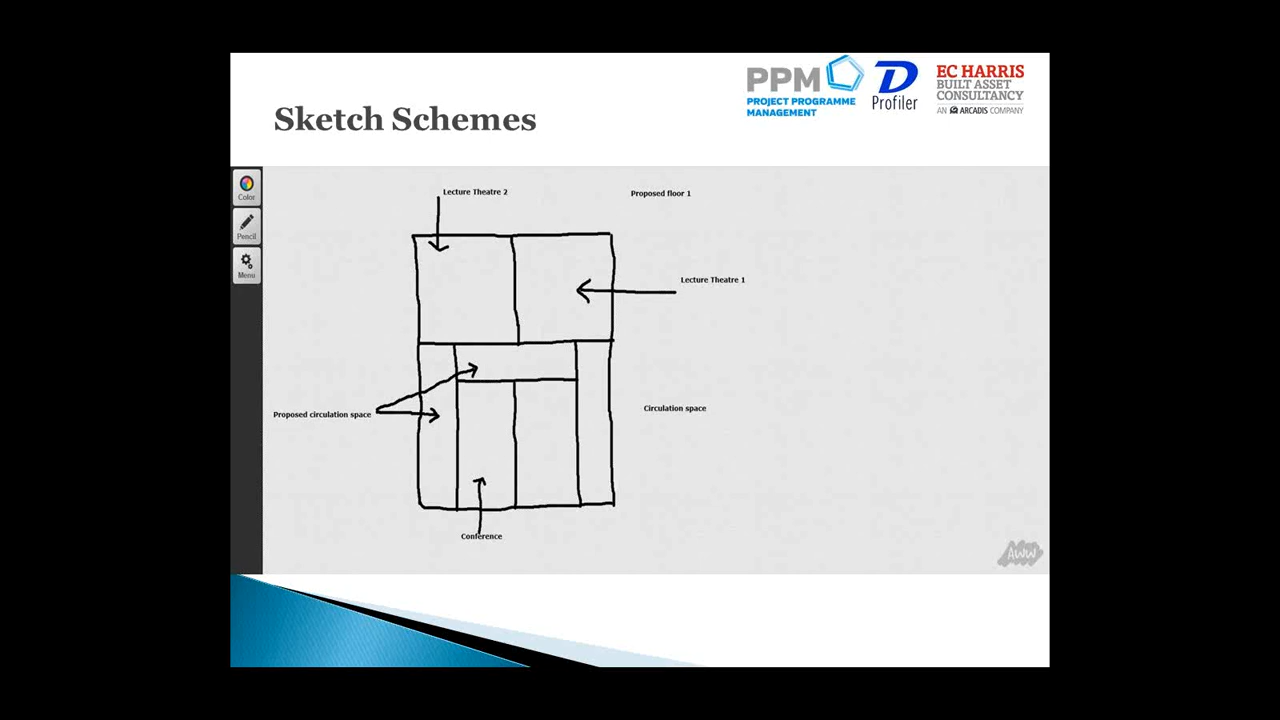 Sketch Schemes
PPM
PROJECT PROGRAMME
MANAGEMENT
D
Profiler
EC HARRIS
BUILT ASSET
CONSULTANCY
AN ARCADIS COMPANY
Color
Pencil
Menu
Lecture Theatre 2
Proposed floor 1
Lecture Theatre 1
Proposed circulation space
Circulation space
Conference
AWW